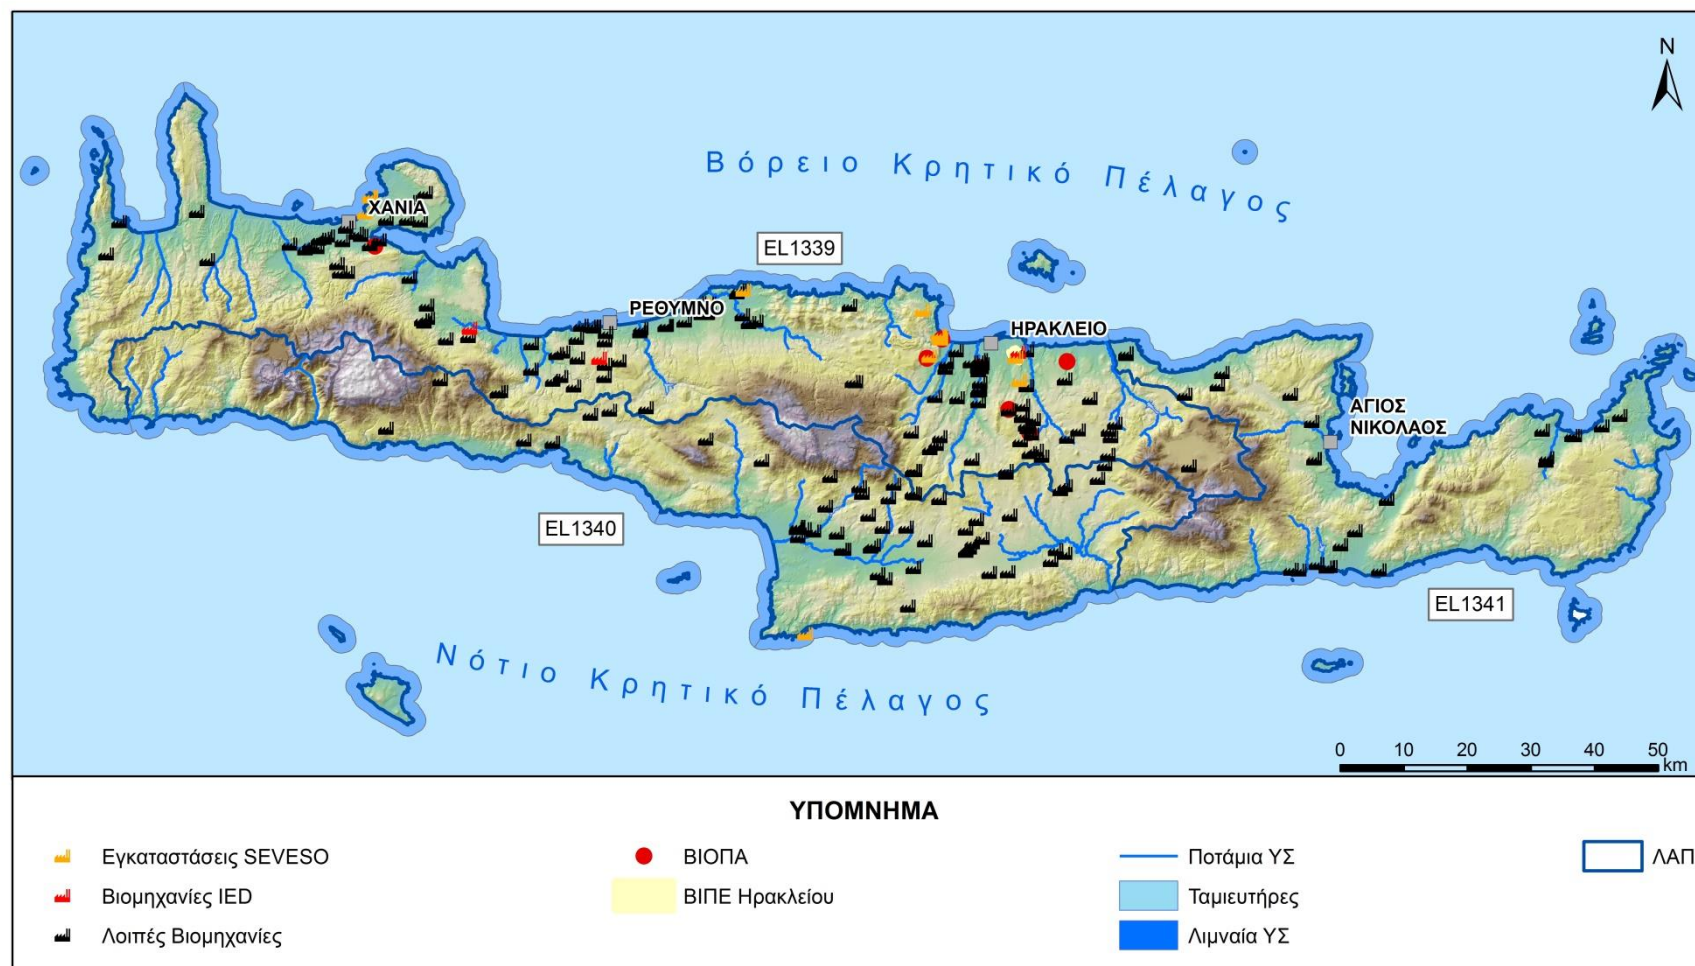 N
Βόρειο Κρητικό Πέλαγος
ΧΑΝΙΑ
EL1339
ΡΕΘΥΜΝΟ
ΗΡΑΚΛΕΙΟ
ΑΓΙΟΣ
ΝΙΚΟΛΑΟΣ
EL1340
EL1341
Νότιο Κρητικό Πέλαγος
0 10 20 30 40 50
km
ΥΠΟΜΝΗΜΑ
Εγκαταστάσεις SEVESO
Βιομηχανίες IED
Λοιπές Βιομηχανίες
ΒΙΟΠΑ
ΒΙΠΕ Ηρακλείου
Ποτάμια ΥΣ
Ταμιευτήρες
Λιμναία ΥΣ
ΛΑΠ